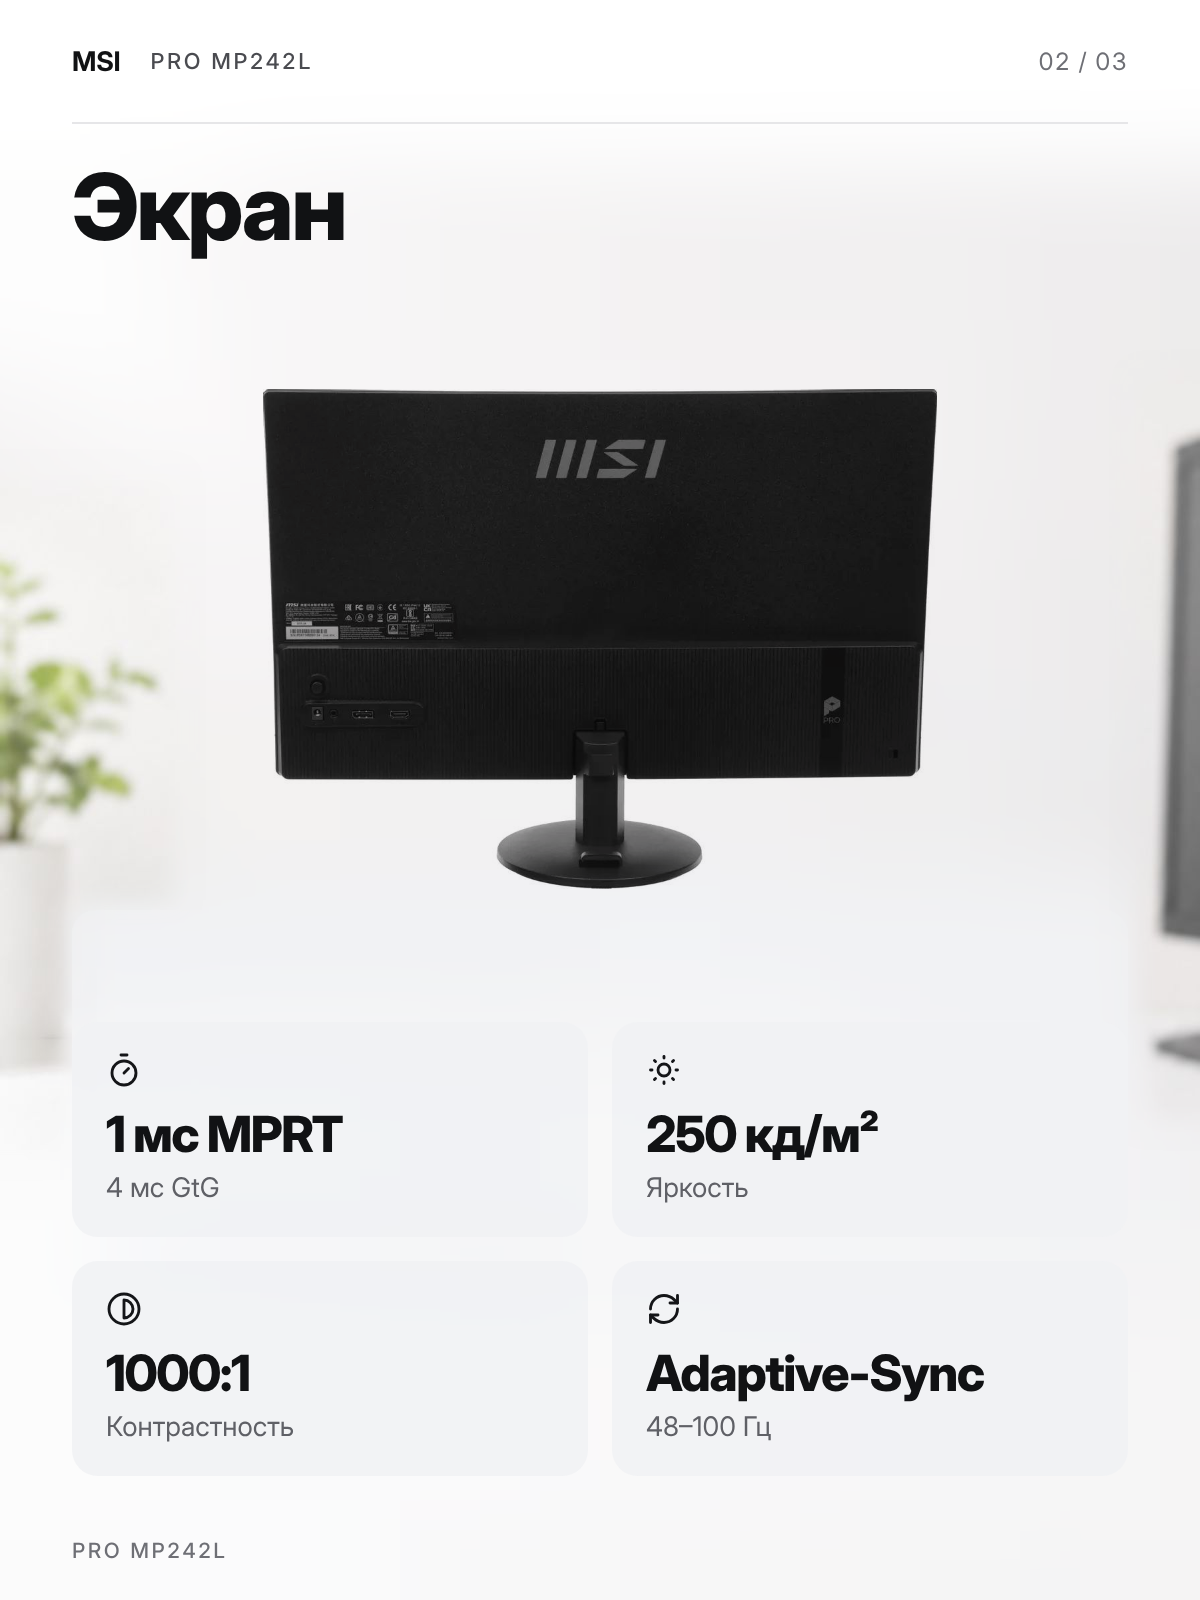 MSI PRO MP242L 02 / 03
Экран
msi
PRO
1 мс MPRT
4 мс GtG
250 кд/м²
Яркость
1000:1
Контрастность
Adaptive-Sync
48–100 Гц
PRO MP242L